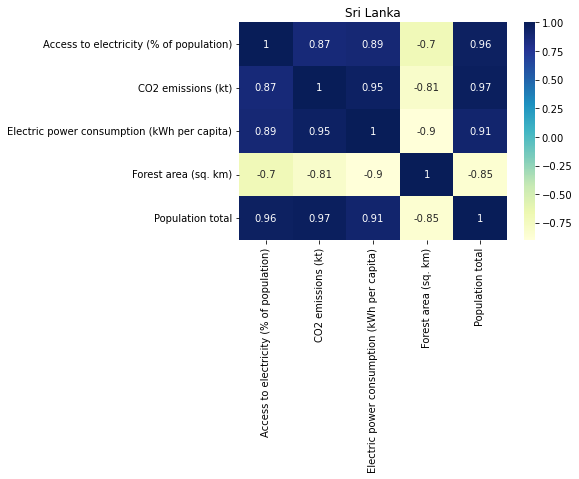 Sri Lanka
Access to electricity (% of population) 1 0.87 0.89 -0.7 0.96
CO2 emissions (kt) 0.87 1 0.95 -0.81 0.97
Electric power consumption (kWh per capita) 0.89 0.95 1 -0.9 0.91
Forest area (sq. km) -0.7 -0.81 -0.9 1 -0.85
Population total 0.96 0.97 0.91 -0.85 1
Access to electricity (% of population)
CO2 emissions (kt)
Electric power consumption (kWh per capita)
Forest area (sq. km)
Population total
1.00
0.75
0.50
0.25
0.00
−0.25
−0.50
−0.75